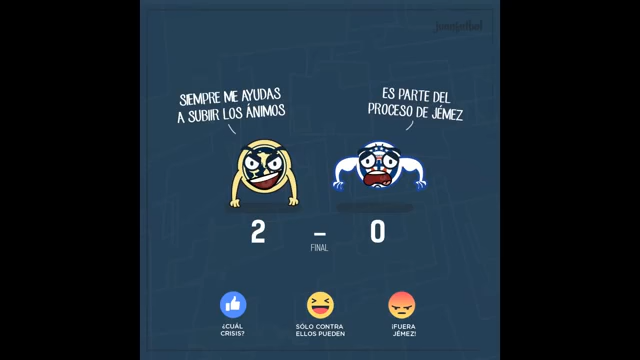 SIEMPRE ME AYUDAS
A SUBIIR LOS ÁNIMOS
ES PARTE DEL
PROCESO DE JÉMEZ
2 – 0
FINAL
¿CUÁL
CRISIS?
SÓLO CONTRA
ELLOS PUEDEN
¡FUERA
JÉMEZ!